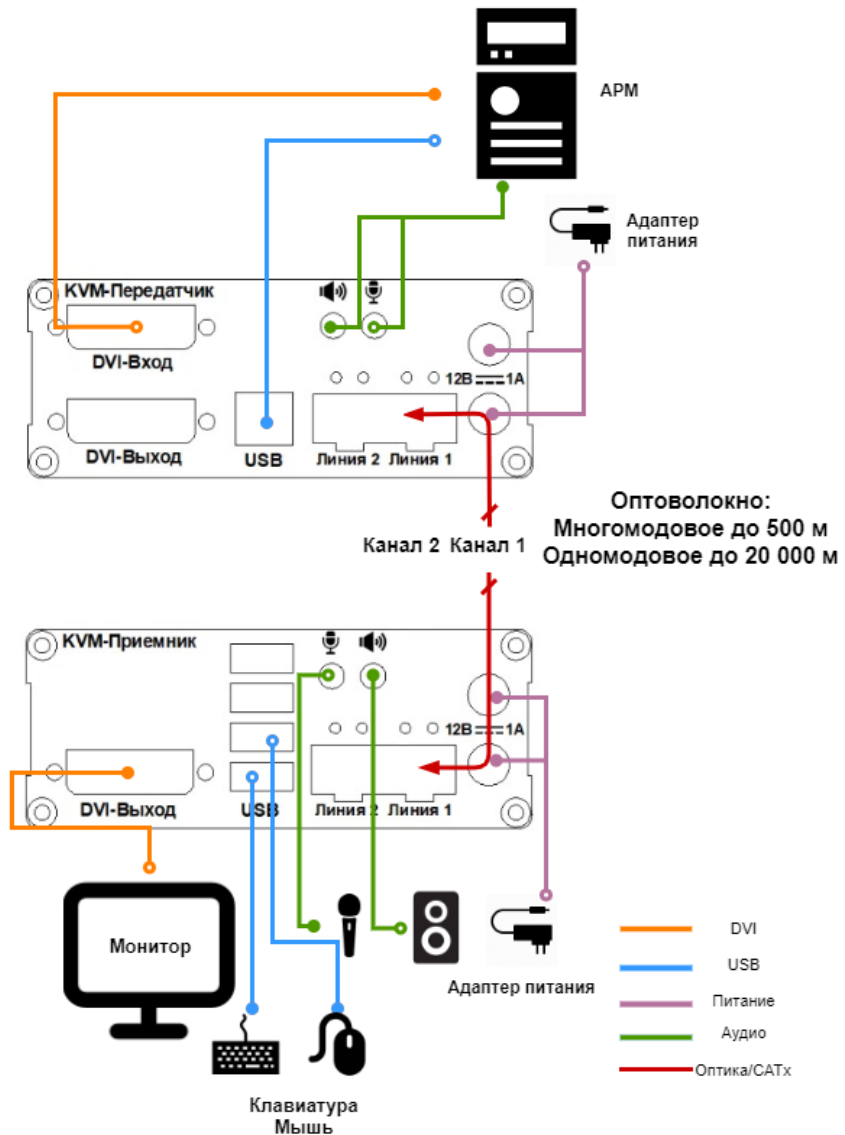 АРМ
Адаптер
питания
KVM-Передатчик
DVI-Вход
12В 1А
DVI-Выход
USB
Линия 2 Линия 1
Оптоволокно:
Многомодовое до 500 м
Одномодовое до 20 000 м
Канал 2 Канал 1
KVM-Приемник
12В 1А
DVI-Выход
USB
Линия 2 Линия 1
Монитор
Адаптер питания
Клавиатура
Мышь
DVI
USB
Питание
Аудио
Оптика/CATx